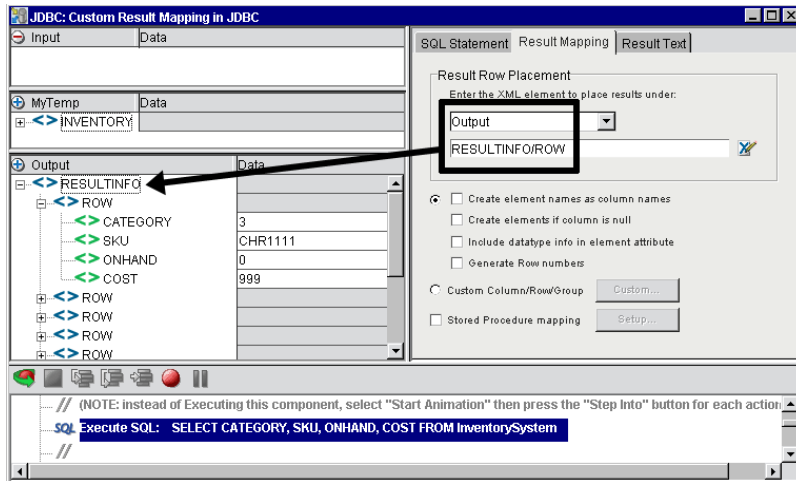 JDBC: Custom Result Mapping in JDBC
Input Data
MyTemp Data
<> INVENTORY
Output Data
<> RESULTINFO
<> ROW
<> CATEGORY 3
<> SKU CHR1111
<> ONHAND 0
<> COST 999
<> ROW
<> ROW
<> ROW
<> ROW
SQL Statement Result Mapping Result Text
Result Row Placement
Enter the XML element to place results under:
Output
RESULTINFO/ROW
Create element names as column names
Create elements if column is null
Include datatype info in element attribute
Generate Row numbers
Custom Column/Row/Group Custom...
Stored Procedure mapping Setup...
// (NOTE: instead of Executing this component, select "Start Animation" then press the "Step Into" button for each action
SQL Execute SQL: SELECT CATEGORY, SKU, ONHAND, COST FROM InventorySystem
//